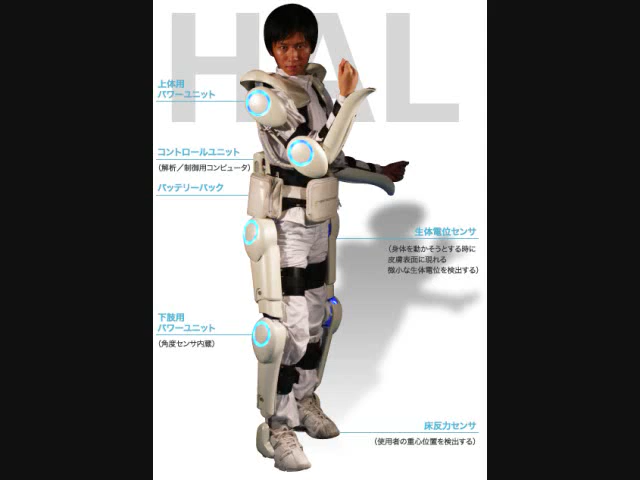 HAL
上体用
パワーユニット
コントロールユニット
(解析／制御用コンピュータ)
バッテリーパック
生体電位センサ
(身体を動かそうとする時に
皮膚表面に現れる
微小な生体電位を検出する)
下肢用
パワーユニット
(角度センサ内蔵)
床反力センサ
(使用者の重心位置を検出する)